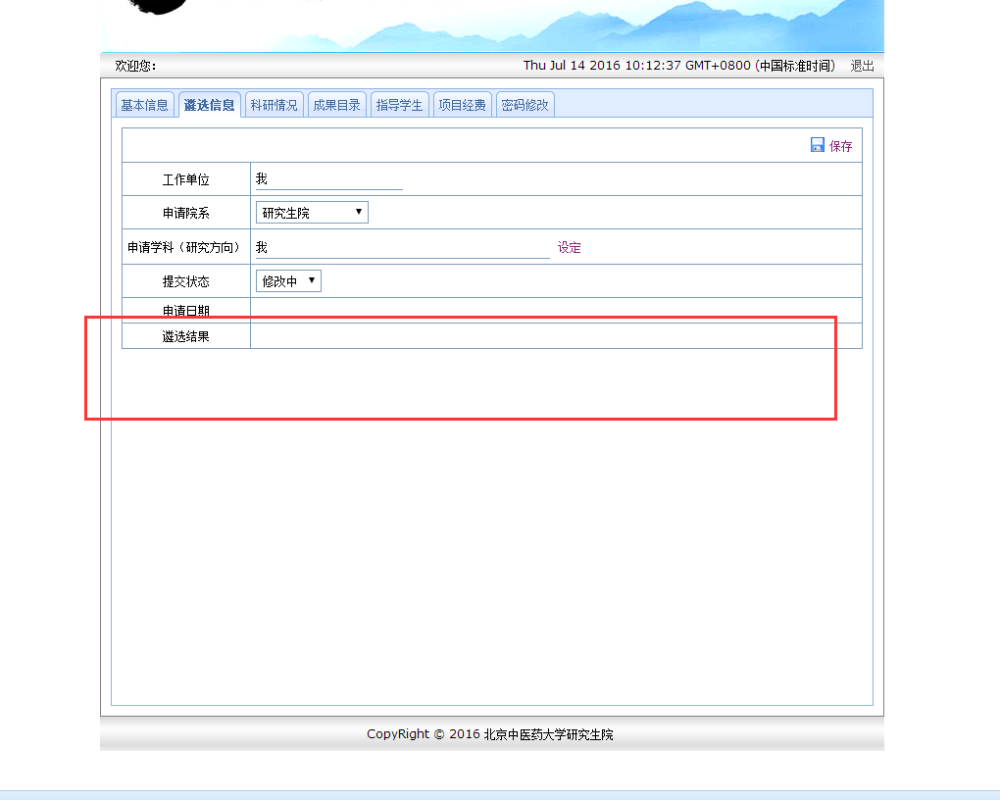 欢迎您: Thu Jul 14 2016 10:12:37 GMT+0800 (中国标准时间) 退出
基本信息 遴选信息 科研情况 成果目录 指导学生 项目经费 密码修改
保存
工作单位 我
申请院系 研究生院
申请学科（研究方向） 我 设定
提交状态 修改中
申请日期
遴选结果
CopyRight © 2016 北京中医药大学研究生院